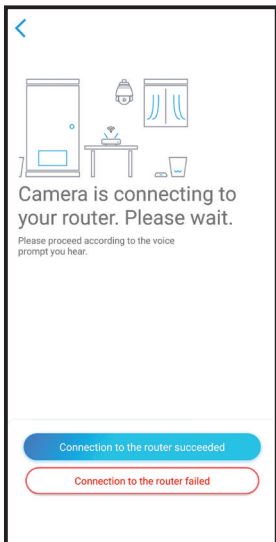 Camera is connecting to
your router. Please wait.
Please proceed according to the voice
prompt you hear.
Connection to the router succeeded
Connection to the router failed